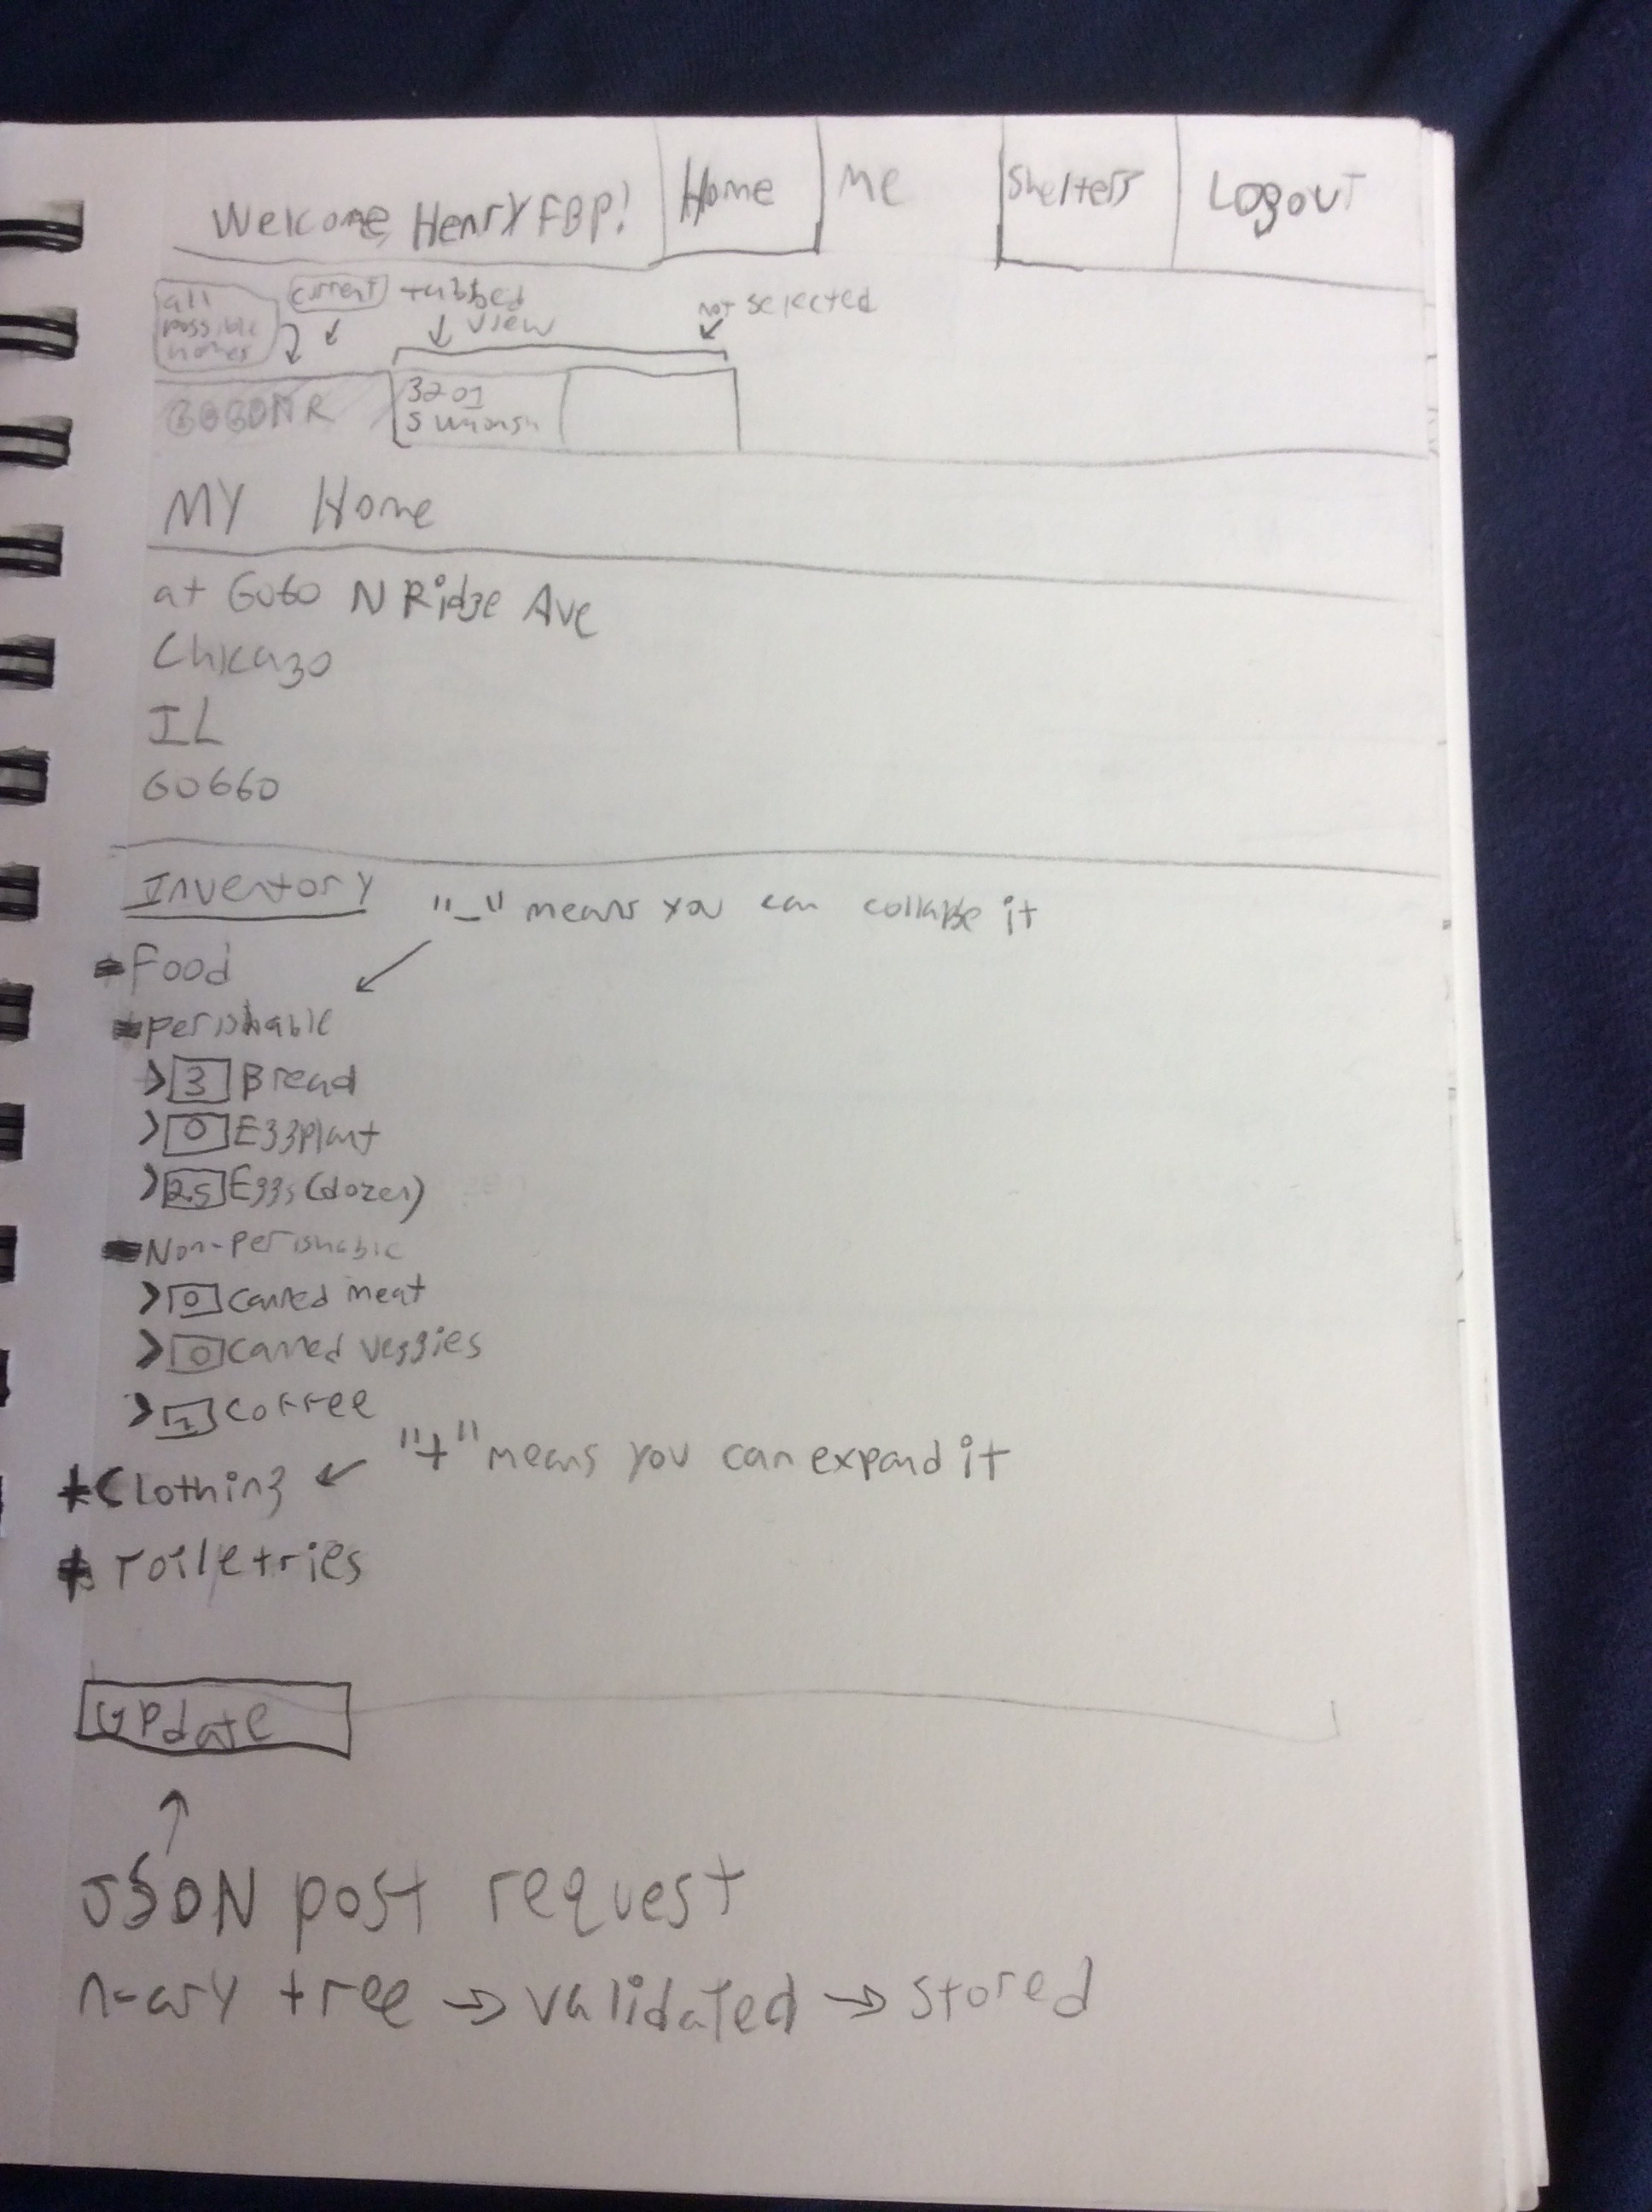 Welcome, HenryFBP!
Home
Me
Shelters
Logout
all
possible
homes
current
tabbed
view
not selected
6060 N R
3201
S
MY Home
at 6060 N Ridge Ave
Chicago
IL
60660
Inventory
"-" means you can collapse it
-Food
-perishable
>3 Bread
>0 Eggplant
>2.5 Eggs (dozen)
-Non-perishable
>0 canned meat
>0 canned veggies
>1 coffee
"+" means you can expand it
+Clothing
+Toiletries
Update
JSON post request
n-ary tree → validated → stored